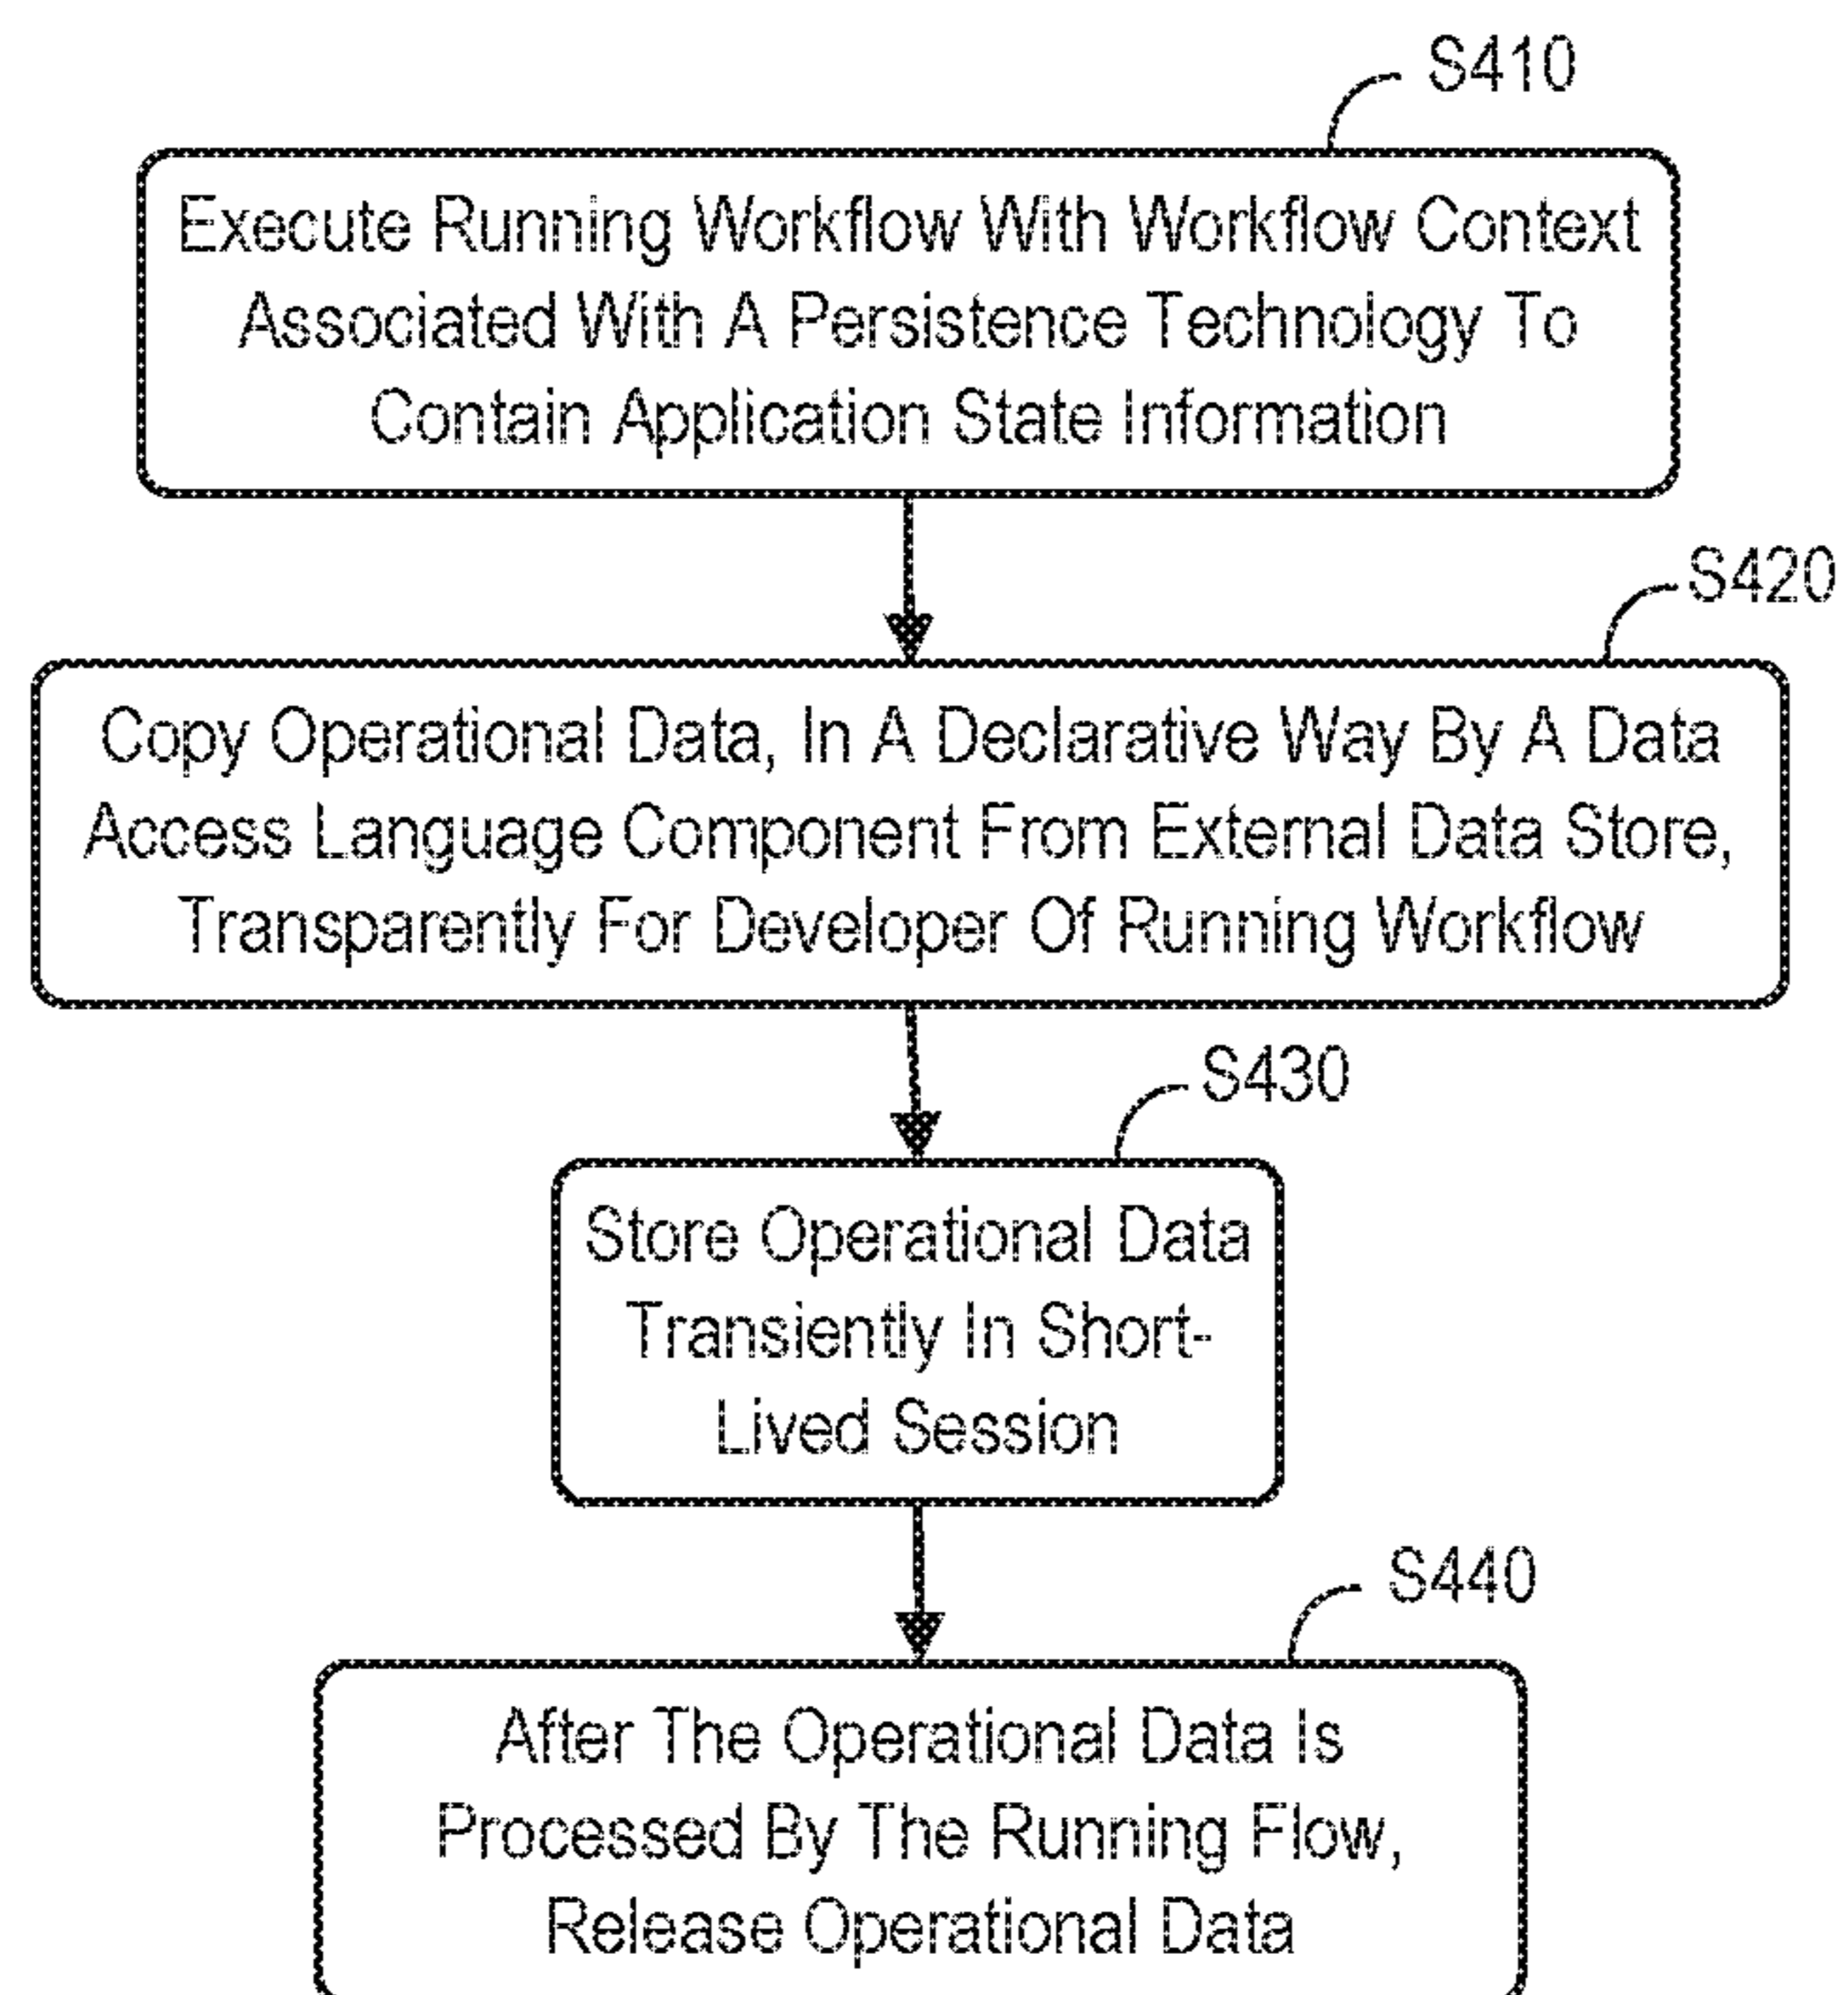 S410
Execute Running Workflow With Workflow Context
Associated With A Persistence Technology To
Contain Application State Information
S420
Copy Operational Data, In A Declarative Way By A Data
Access Language Component From External Data Store,
Transparently For Developer Of Running Workflow
S430
Store Operational Data
Transiently In Short-
Lived Session
S440
After The Operational Data Is
Processed By The Running Flow,
Release Operational Data